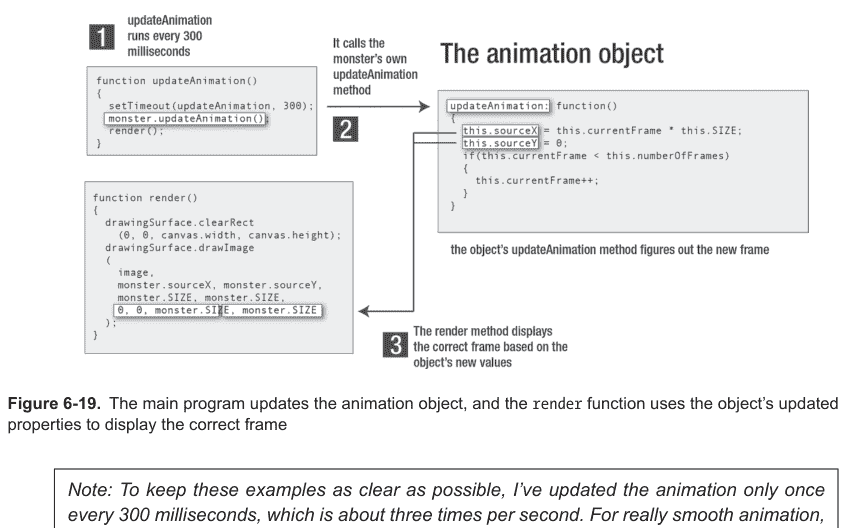 1
updateAnimation
runs every 300
milliseconds
function updateAnimation()
{
setTimeout(updateAnimation, 300);
monster.updateAnimation();
render();
}
It calls the
monster's own
updateAnimation
method
2
The animation object
updateAnimation: function()
{
this.sourceX = this.currentFrame * this.SIZE;
this.sourceY = 0;
if(this.currentFrame < this.numberOfFrames)
{
this.currentFrame++;
}
}
the object's updateAnimation method figures out the new frame
function render()
{
drawingSurface.clearRect
(0, 0, canvas.width, canvas.height);
drawingSurface.drawImage
(
image,
monster.sourceX, monster.sourceY,
monster.SIZE, monster.SIZE,
0, 0, monster.SIZE, monster.SIZE
);
}
3
The render method displays
the correct frame based on the
object's new values
Figure 6-19. The main program updates the animation object, and the render function uses the object's updated
properties to display the correct frame
Note: To keep these examples as clear as possible, I've updated the animation only once
every 300 milliseconds, which is about three times per second. For really smooth animation,